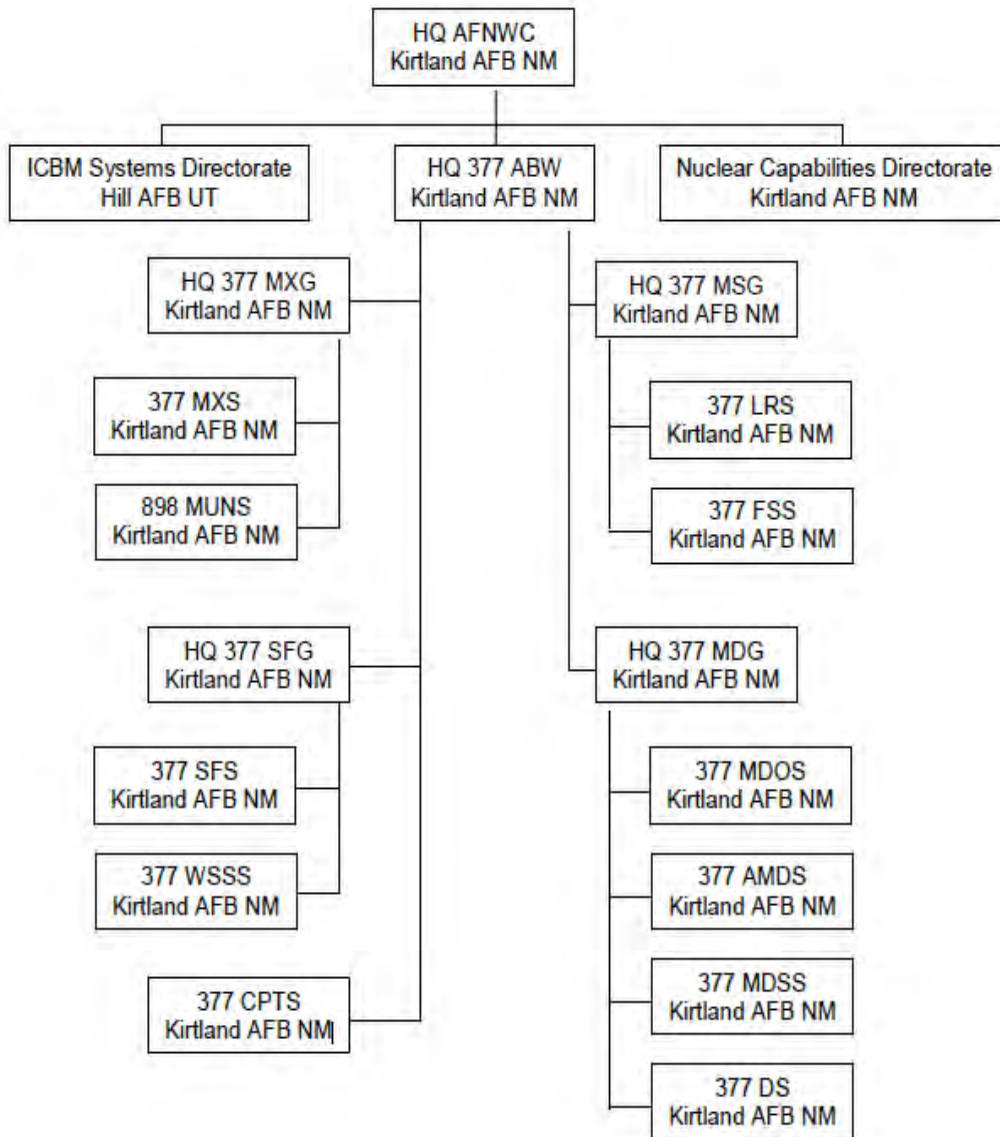 HQ AFNWC
Kirtland AFB NM
ICBM Systems Directorate
Hill AFB UT
HQ 377 ABW
Kirtland AFB NM
Nuclear Capabilities Directorate
Kirtland AFB NM
HQ 377 MXG
Kirtland AFB NM
377 MXS
Kirtland AFB NM
898 MUNS
Kirtland AFB NM
HQ 377 SFG
Kirtland AFB NM
377 SFS
Kirtland AFB NM
377 WSSS
Kirtland AFB NM
377 CPTS
Kirtland AFB NM
HQ 377 MSG
Kirtland AFB NM
377 LRS
Kirtland AFB NM
377 FSS
Kirtland AFB NM
HQ 377 MDG
Kirtland AFB NM
377 MDOS
Kirtland AFB NM
377 AMDS
Kirtland AFB NM
377 MDSS
Kirtland AFB NM
377 DS
Kirtland AFB NM